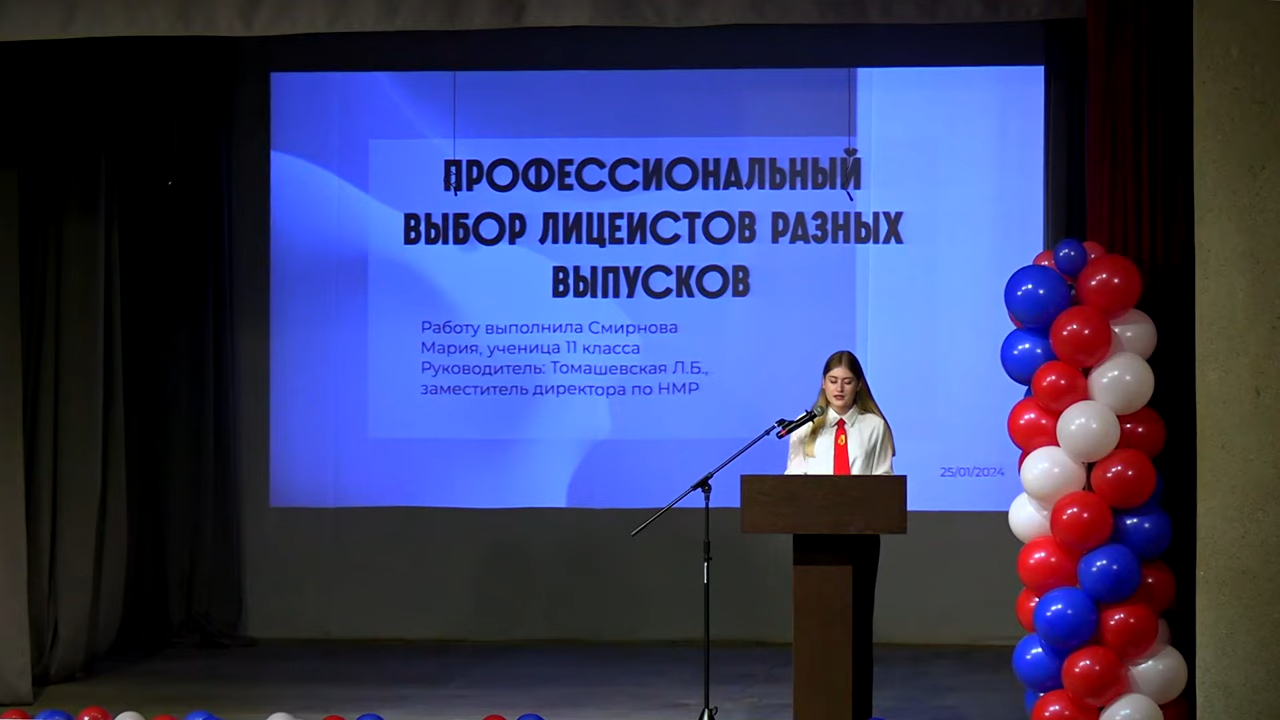 ПРОФЕССИОНАЛЬНЫЙ
ВЫБОР ЛИЦЕИСТОВ РАЗНЫХ
ВЫПУСКОВ
Работу выполнила Смирнова
Мария, ученица 11 класса
Руководитель: Томашевская Л.Б.,
заместитель директора по НМР
25/01/2024